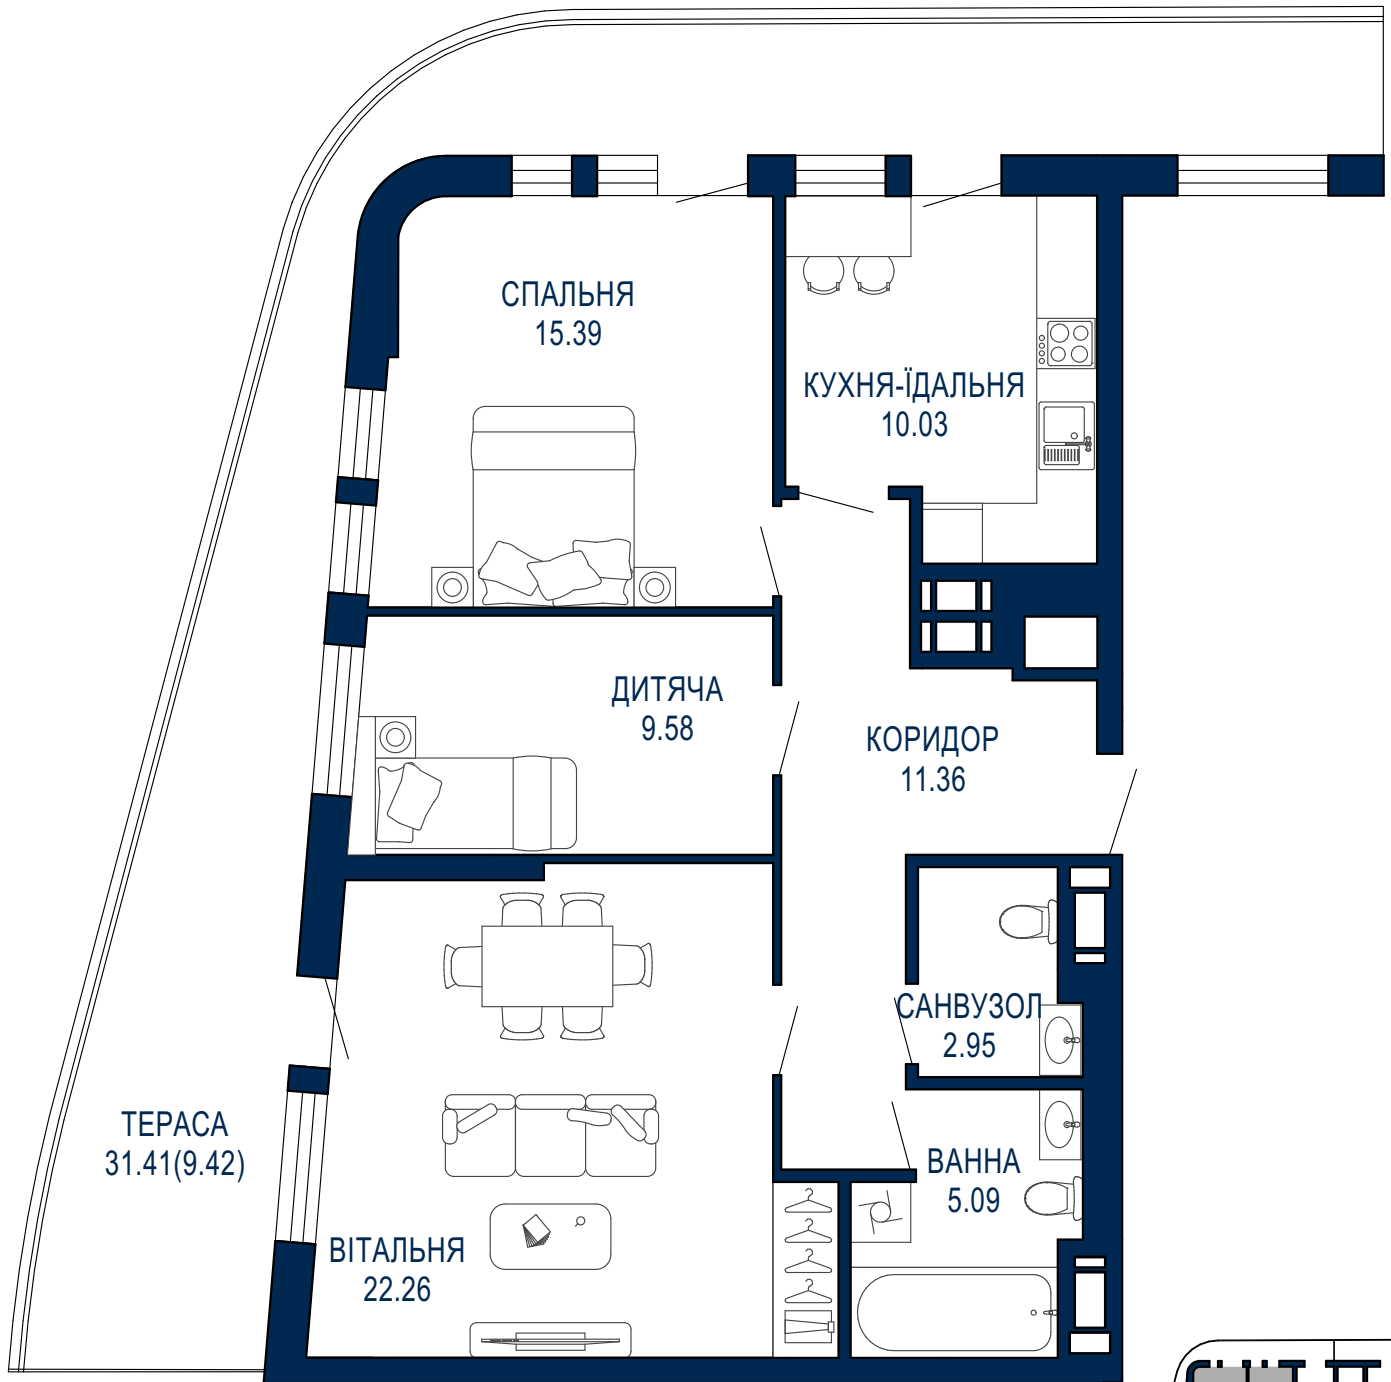 СПАЛЬНЯ
15.39
КУХНЯ-ЇДАЛЬНЯ
10.03
ДИТЯЧА
9.58
КОРИДОР
11.36
САНВУЗОЛ
2.95
ТЕРАСА
31.41(9.42)
ВАННА
5.09
ВІТАЛЬНЯ
22.26